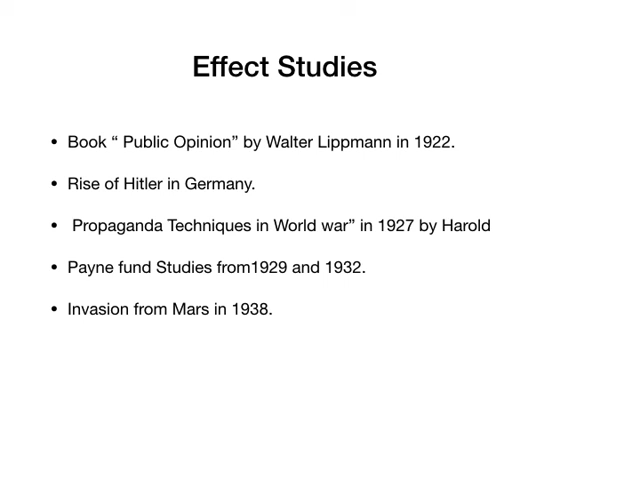 Effect Studies
• Book “ Public Opinion” by Walter Lippmann in 1922.
• Rise of Hitler in Germany.
• Propaganda Techniques in World war” in 1927 by Harold
• Payne fund Studies from1929 and 1932.
• Invasion from Mars in 1938.